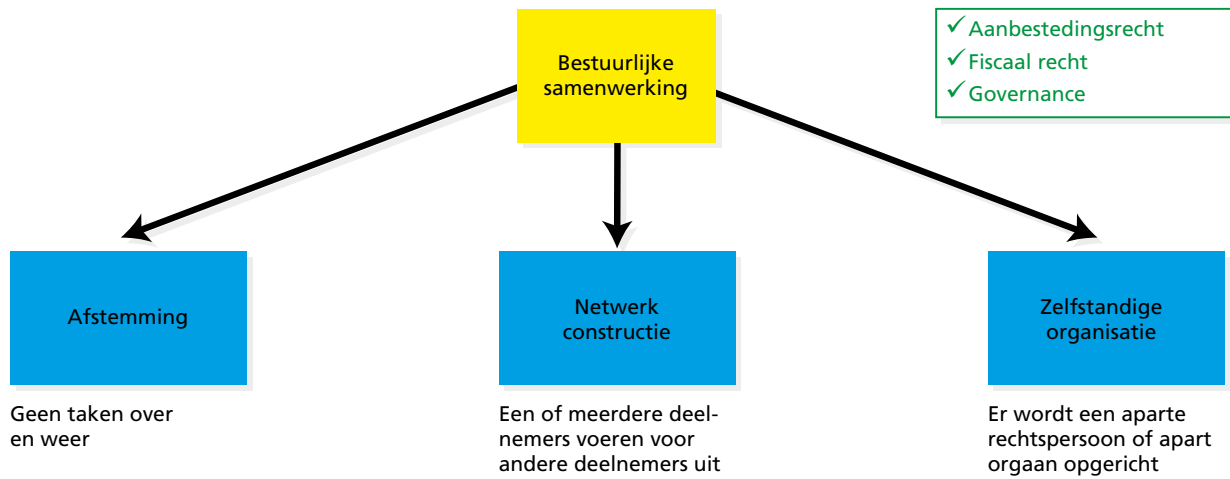 Bestuurlijke
samenwerking
✓ Aanbestedingsrecht
✓ Fiscaal recht
✓ Governance
Afstemming
Netwerk
constructie
Zelfstandige
organisatie
Geen taken over
en weer
Een of meerdere deel-
nemers voeren voor
andere deelnemers uit
Er wordt een aparte
rechtspersoon of apart
orgaan opgericht